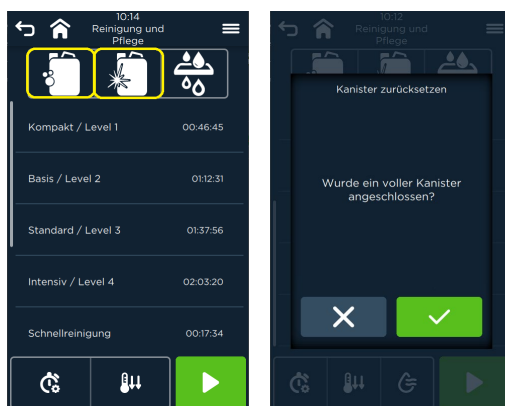 10:14
Reinigung und
Pflege
Kompakt / Level 1 00:46:45
Basis / Level 2 01:12:31
Standard / Level 3 01:37:56
Intensiv / Level 4 02:03:20
Schnellreinigung 00:17:34
10:12
Reinigung und
Pflege
Kanister zurücksetzen
Wurde ein voller Kanister
angeschlossen?